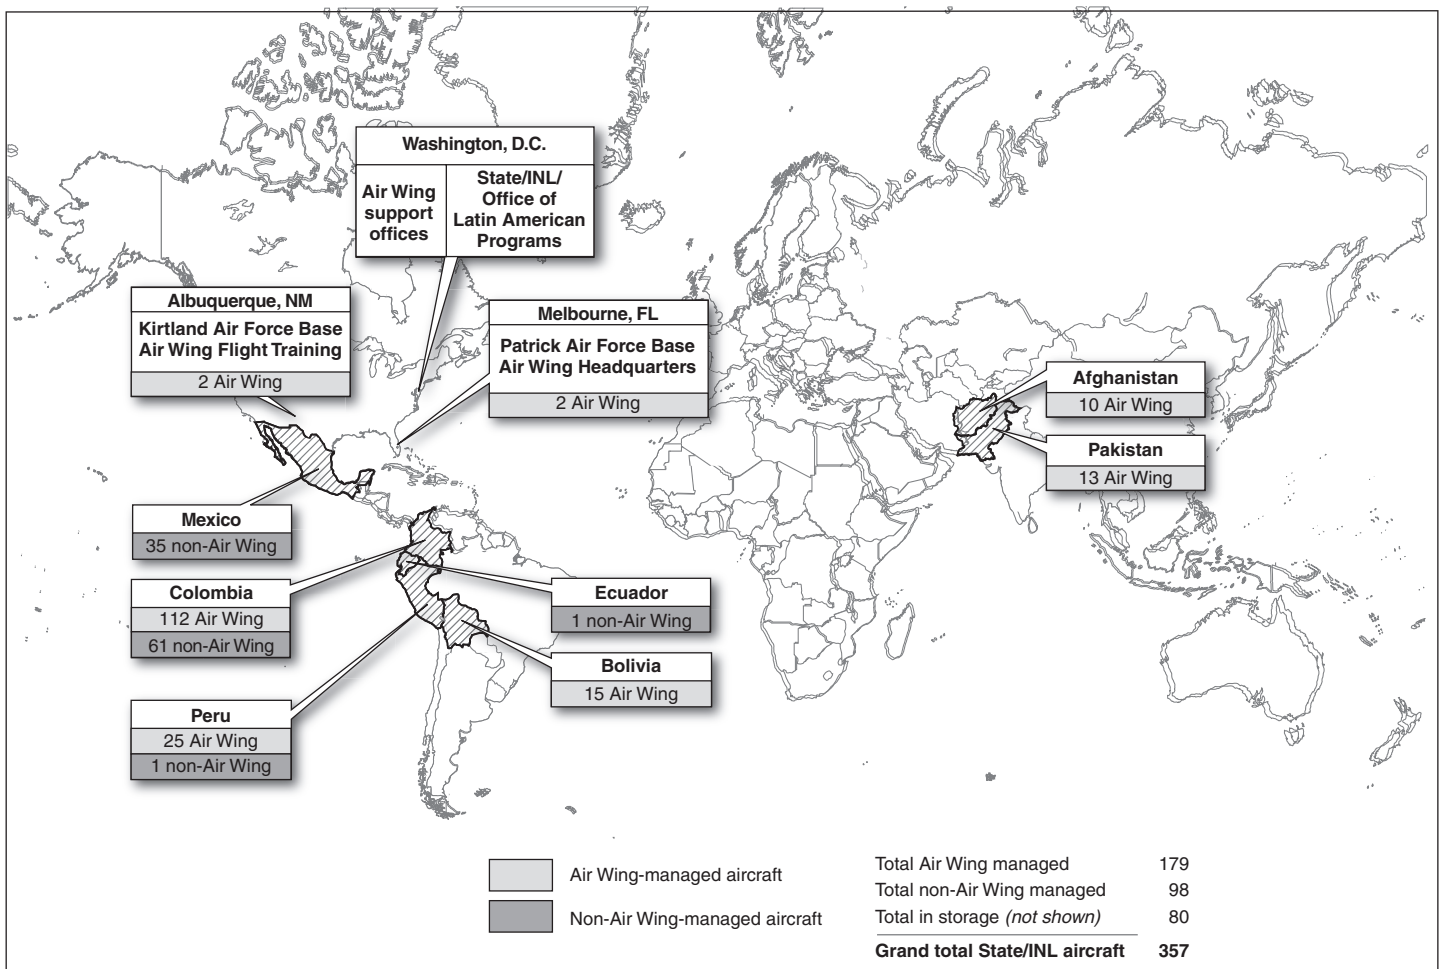 Washington, D.C.
Air Wing
support
offices
State/INL/
Office of
Latin American
Programs
Albuquerque, NM
Kirtland Air Force Base
Air Wing Flight Training
2 Air Wing
Melbourne, FL
Patrick Air Force Base
Air Wing Headquarters
2 Air Wing
Afghanistan
10 Air Wing
Pakistan
13 Air Wing
Mexico
35 non-Air Wing
Colombia
112 Air Wing
61 non-Air Wing
Ecuador
1 non-Air Wing
Bolivia
15 Air Wing
Peru
25 Air Wing
1 non-Air Wing
Air Wing-managed aircraft
Non-Air Wing-managed aircraft
Total Air Wing managed 179
Total non-Air Wing managed 98
Total in storage (not shown) 80
Grand total State/INL aircraft 357